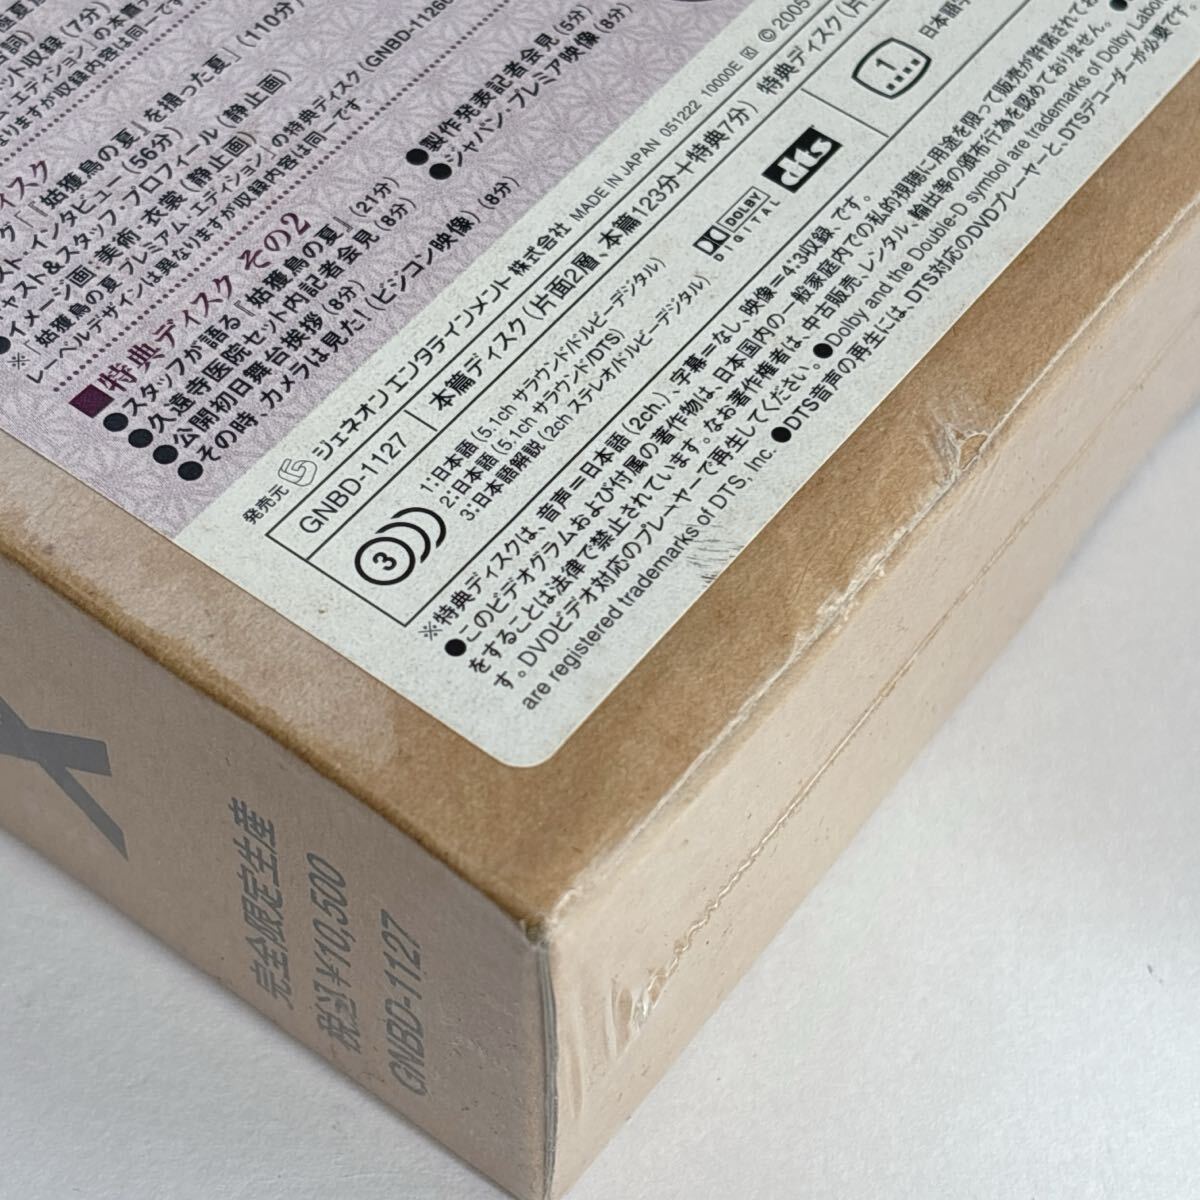 ット収録(7分)
『姑獲鳥の夏』を撮った夏」(110分)
スト・インタビュー(56分)
キャスト&スタッフ プロフィール(静止画)
イメージ画 美術・衣装(静止画)
※「姑獲鳥の夏 プレミアム・エディション」の特典ディスク(GNBD-1126
レーベルデザインは異なりますが収録内容は同一です。
■特典ディスク その2
●スタッフが語る「姑獲鳥の夏」(21分)
●久遠寺医院セット内記者会見(8分)
●公開初日舞台挨拶(8分)
●その時、カメラは見た!(ビジコン映像)(8分)
●製作発表記者会見(5分)
●ジャパン・プレミア映像(8分)
発売元 ジェネオン エンタテインメント 株式会社 MADE IN JAPAN 051222 10000E © 2005
GNBD-1127
本篇ディスク(片面2層、本篇123分+特典7分)
特典ディスク(片
3
1:日本語(5.1ch サラウンド/ドルビーデジタル)
2:日本語(5.1ch サラウンド/DTS)
3:日本語解説(2ch ステレオ/ドルビーデジタル)
DOLBY
DIGITAL
dts
1
日本語字
※特典ディスクは、音声=日本語(2ch)、字幕=なし、映像=4:3収録、です。
●このビデオグラムおよび付属の著作物は、日本国内の一般家庭内での私的視聴に用途を限って販売が許諾されてお
をすることは法律で禁止されています。なお著作権者は、中古販売、レンタル、輸出等の頒布行為を認めておりません。
す。DVDビデオ対応のプレーヤーで再生してください。 ●Dolby and the Double-D symbol are trademarks of Dolby Labor
are registered trademarks of DTS, Inc. ●DTS音声の再生には、DTS対応のDVDプレーヤーと、DTSデコーダーが必要です。
完全限定生産
税込¥10,500
GNBD-1127